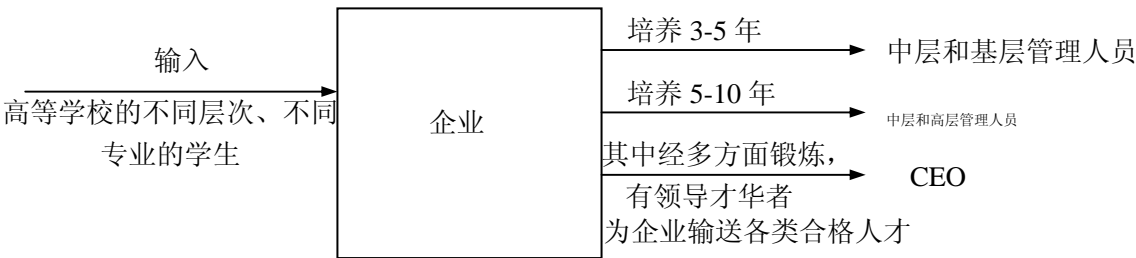 输入
高等学校的不同层次、不同
专业的学生
企业
培养 3-5 年
中层和基层管理人员
培养 5-10 年
中层和高层管理人员
其中经多方面锻炼，
有领导才华者
CEO
为企业输送各类合格人才